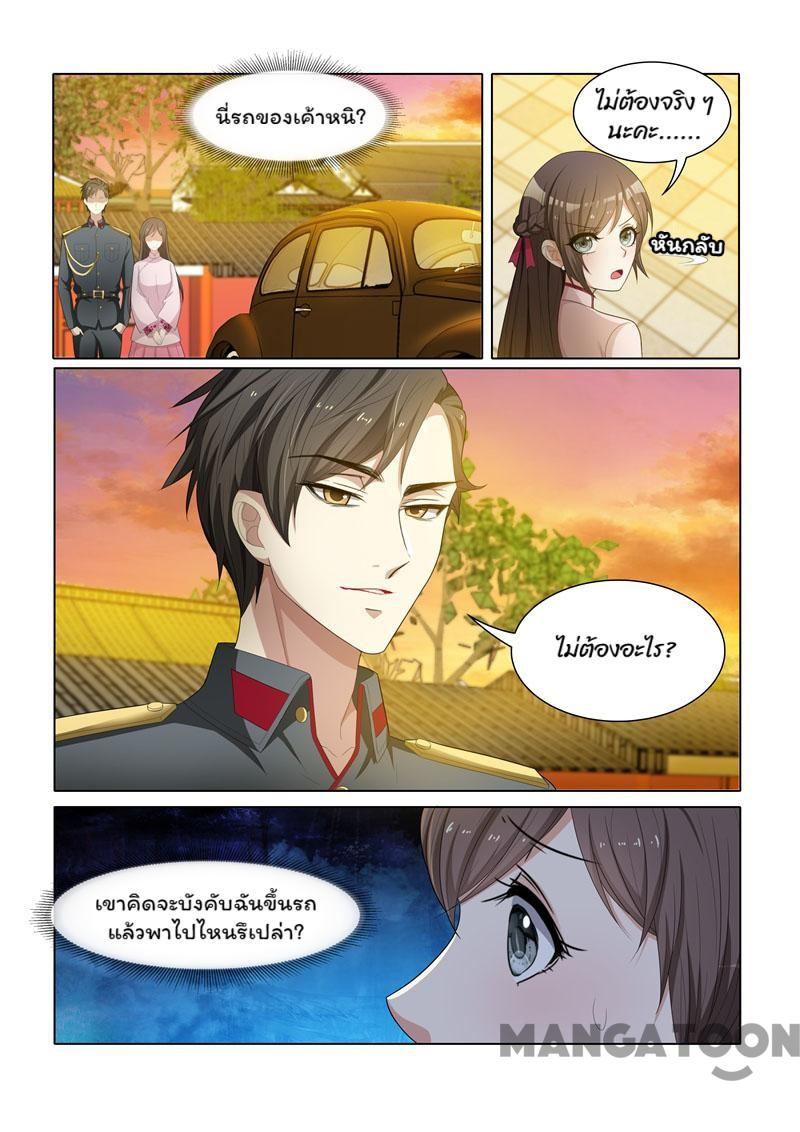 นี่รถของเค้าหนิ?
ไม่ต้องจริง ๆ
นะคะ......
หันกลับ
ไม่ต้องอะไร?
เขาคิดจะบังคับฉันขึ้นรถ
แล้วพาไปไหนรึเปล่า?
MANGATOON